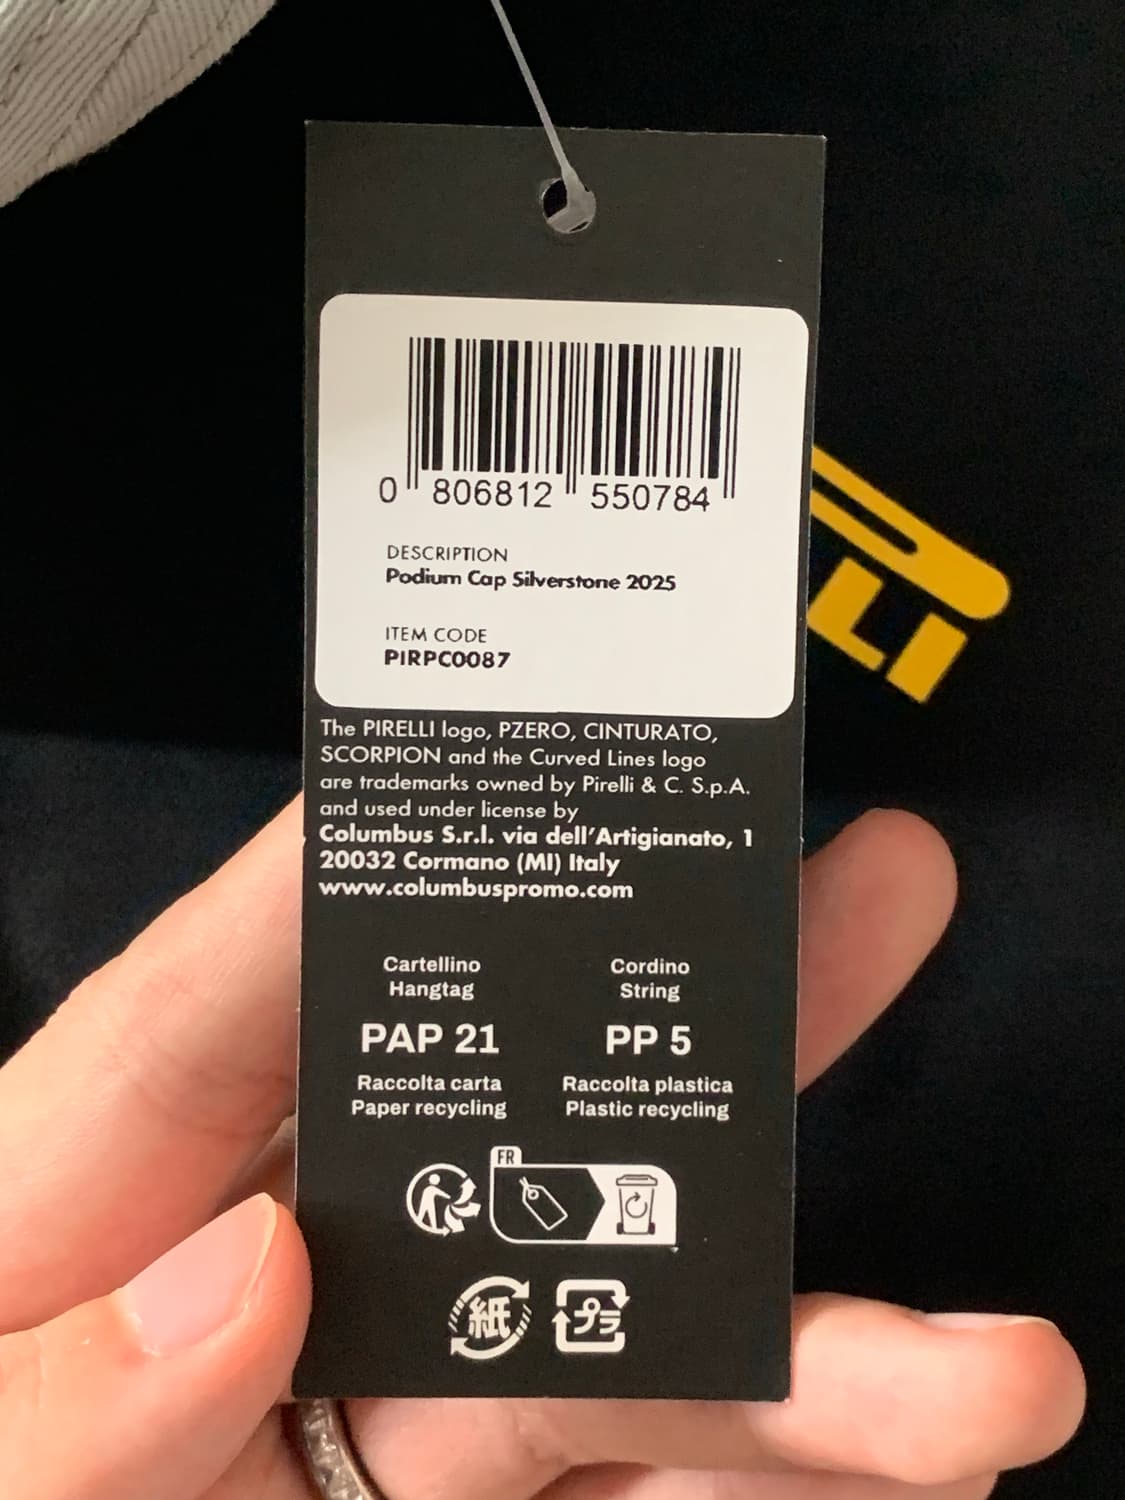 0 806812 550784
DESCRIPTION
Podium Cap Silverstone 2025
ITEM CODE
PIRPC0087
LI
The PIRELLI logo, PZERO, CINTURATO,
SCORPION and the Curved Lines logo
are trademarks owned by Pirelli & C. S.p.A.
and used under license by
Columbus S.r.l. via dell'Artigianato, 1
20032 Cormano (MI) Italy
www.columbuspromo.com
Cartellino Cordino
Hangtag String
PAP 21 PP 5
Raccolta carta Raccolta plastica
Paper recycling Plastic recycling
FR
紙 プラ